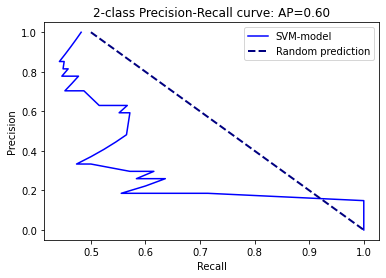 2-class Precision-Recall curve: AP=0.60
SVM-model
Random prediction
Precision
1.0
0.8
0.6
0.4
0.2
0.0
0.5
0.6
0.7
0.8
0.9
1.0
Recall